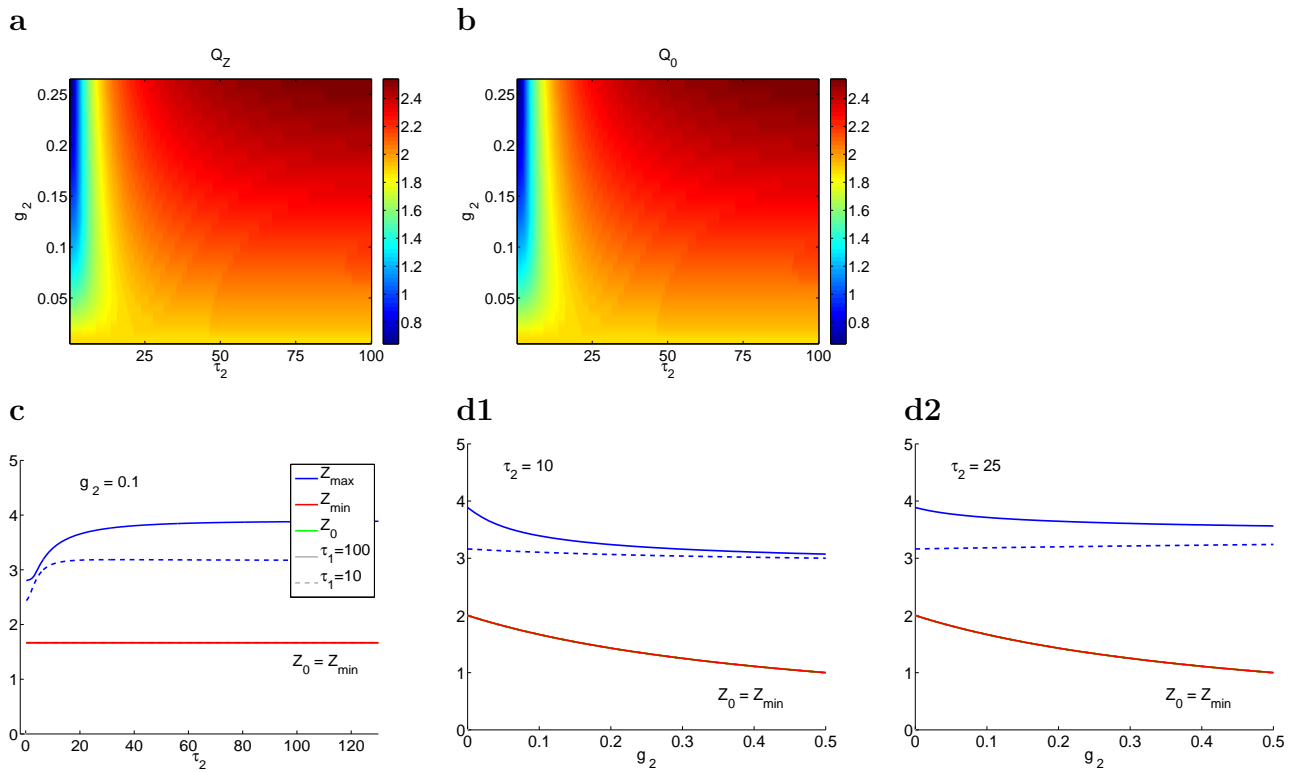 a
b
Q_Z
Q_0
0.25
0.2
0.15
0.1
0.05
g_2
25
50
75
100
τ_2
2.4
2.2
2
1.8
1.6
1.4
1.2
1
0.8
0.25
0.2
0.15
0.1
0.05
g_2
25
50
75
100
τ_2
2.4
2.2
2
1.8
1.6
1.4
1.2
1
0.8
c
d1
d2
5
4
3
2
1
0
g_2 = 0.1
Z_max
Z_min
Z_0
τ_1=100
τ_1=10
Z_0 = Z_min
0
20
40
60
80
100
120
τ_2
5
4
3
2
1
0
τ_2 = 10
Z_0 = Z_min
0
0.1
0.2
0.3
0.4
0.5
g_2
5
4
3
2
1
0
τ_2 = 25
Z_0 = Z_min
0
0.1
0.2
0.3
0.4
0.5
g_2